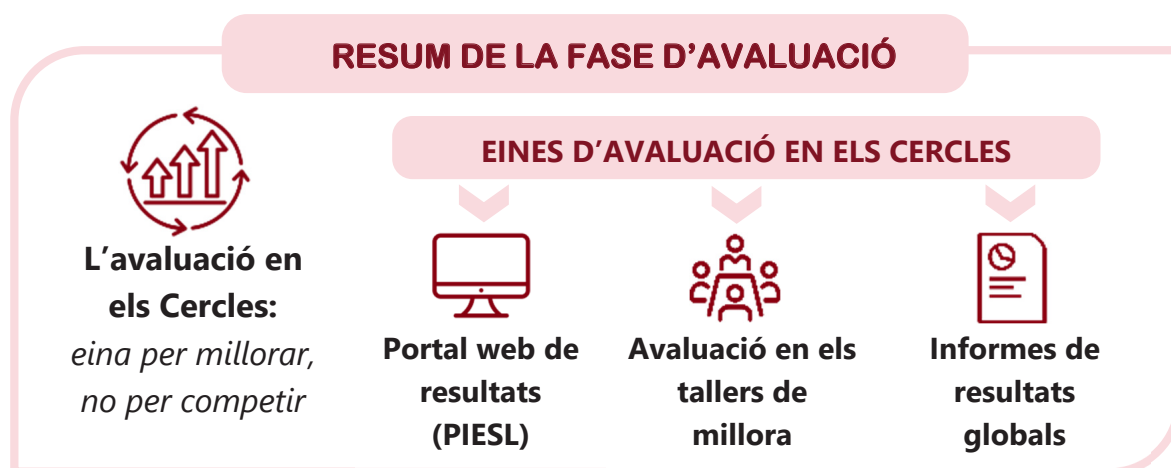 RESUM DE LA FASE D’AVALUACIÓ
L’avaluació en
els Cercles:
eina per millorar,
no per competir
EINES D’AVALUACIÓ EN ELS CERCLES
Portal web de
resultats
(PIESL)
Avaluació en els
tallers de
millora
Informes de
resultats
globals